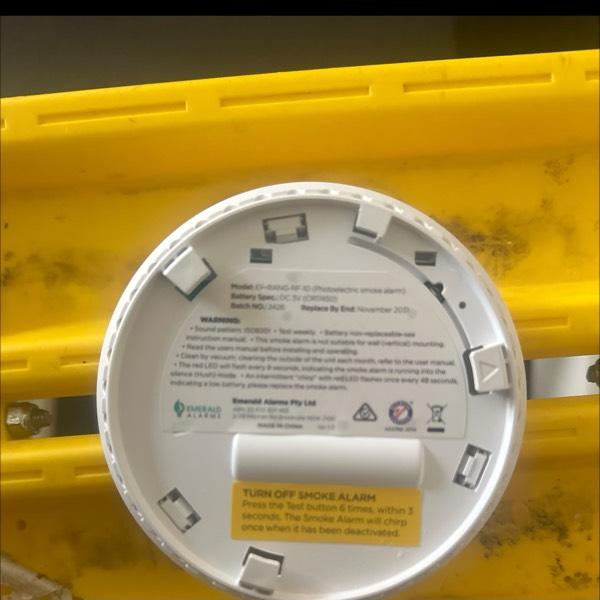 Model: EI-RANG-RF-10 (Photoelectric smoke alarm)
Battery Spec.: DC 3V (CR17450)
Batch NO.: 2426 Replace By End: November 2035
WARNING:
• Sound pattern: ISO8201 • Test weekly. • Battery non-replaceable-see
instruction manual. • This smoke alarm is not suitable for wall (vertical) mounting.
• Read the users manual before installing and operating.
• Clean by vacuum, cleaning the outside of the unit each month, refer to the user manual.
• The red LED will flash every 8 seconds, indicating the smoke alarm is running into the
silence (Hush) mode. • An intermittent "chirp" with red LED flashes once every 48 seconds,
indicating a low battery, please replace the smoke alarm.
EMERALD
ALARMS
Emerald Alarms Pty Ltd
MADE IN CHINA
TURN OFF SMOKE ALARM
Press the Test button 6 times, within 3
seconds. The Smoke Alarm will chirp
once when it has been deactivated.